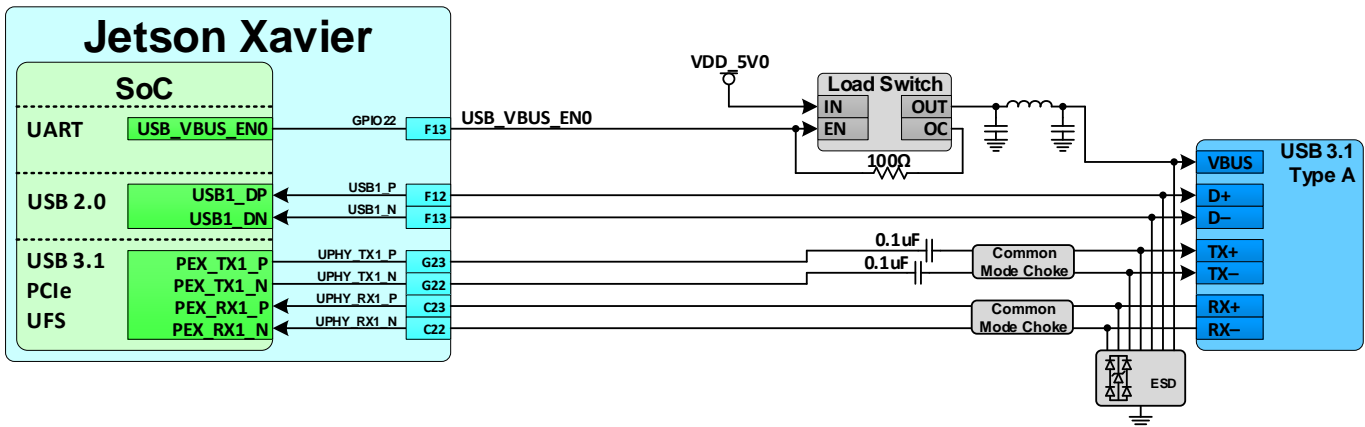 Jetson Xavier
SoC
UART
USB_VBUS_EN0
GPIO22
F13
USB_VBUS_EN0
VDD_5V0
Load Switch
IN
OUT
EN
OC
100Ω
USB 3.1
Type A
VBUS
USB 2.0
USB1_DP
USB1_P
F12
D+
USB1_DN
USB1_N
F13
D–
USB 3.1
PCIe
UFS
PEX_TX1_P
UPHY_TX1_P
G23
0.1uF
Common
Mode Choke
TX+
PEX_TX1_N
UPHY_TX1_N
G22
0.1uF
TX–
PEX_RX1_P
UPHY_RX1_P
C23
Common
Mode Choke
RX+
PEX_RX1_N
UPHY_RX1_N
C22
RX–
ESD